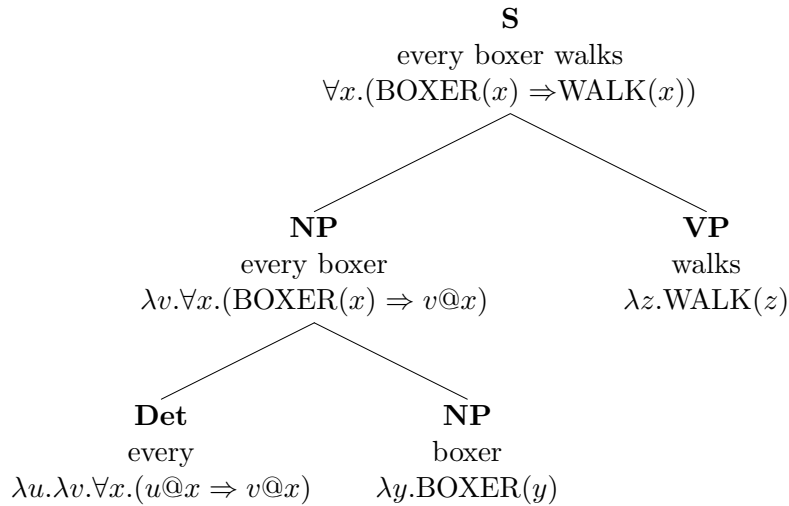 S
every boxer walks
∀x.(BOXER(x) ⇒WALK(x))
NP
every boxer
λv.∀x.(BOXER(x) ⇒ v@x)
VP
walks
λz.WALK(z)
Det
every
λu.λv.∀x.(u@x ⇒ v@x)
NP
boxer
λy.BOXER(y)